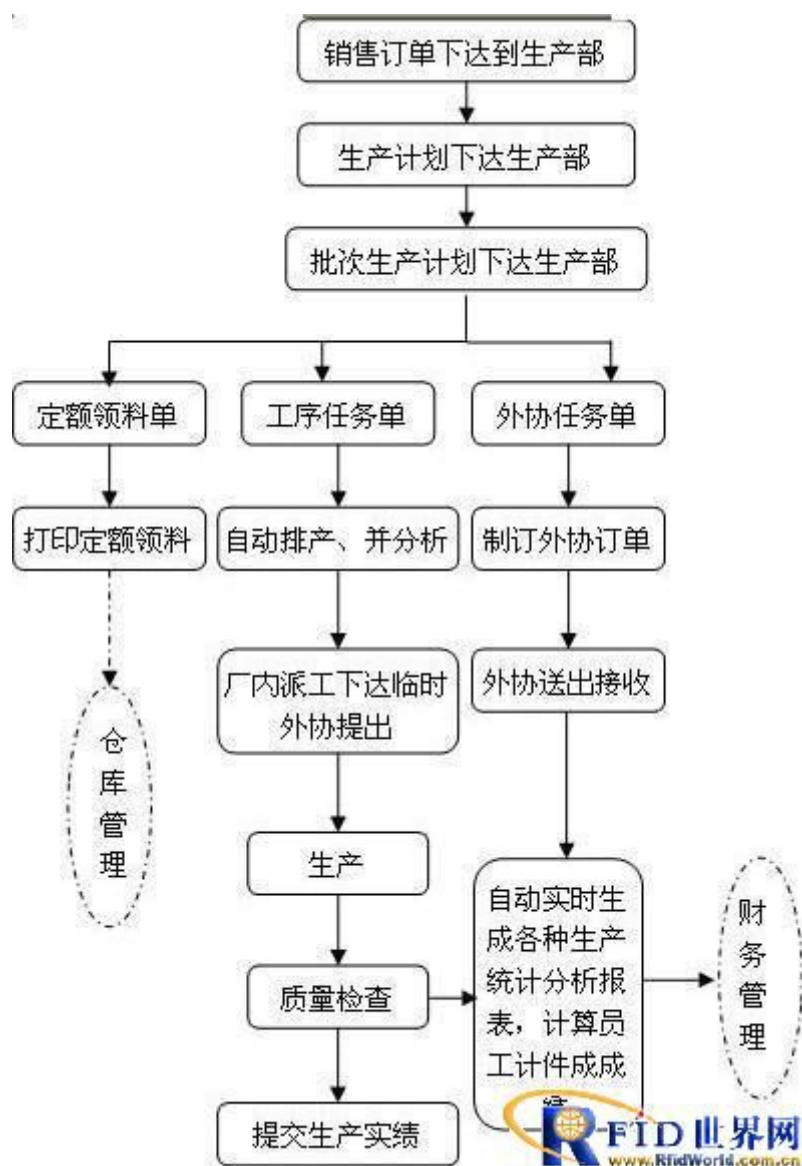 销售订单下达到生产部
生产计划下达生产部
批次生产计划下达生产部
定额领料单
工序任务单
外协任务单
打印定额领料
自动排产、并分析
制订外协订单
厂内派工下达临时
外协提出
外协送出接收
仓
库
管
理
生产
自动实时生
成各种生产
统计分析报
表，计算员
工计件成成
财
务
管
理
质量检查
提交生产实绩
RFID世界网
www.RfidWorld.com.cn